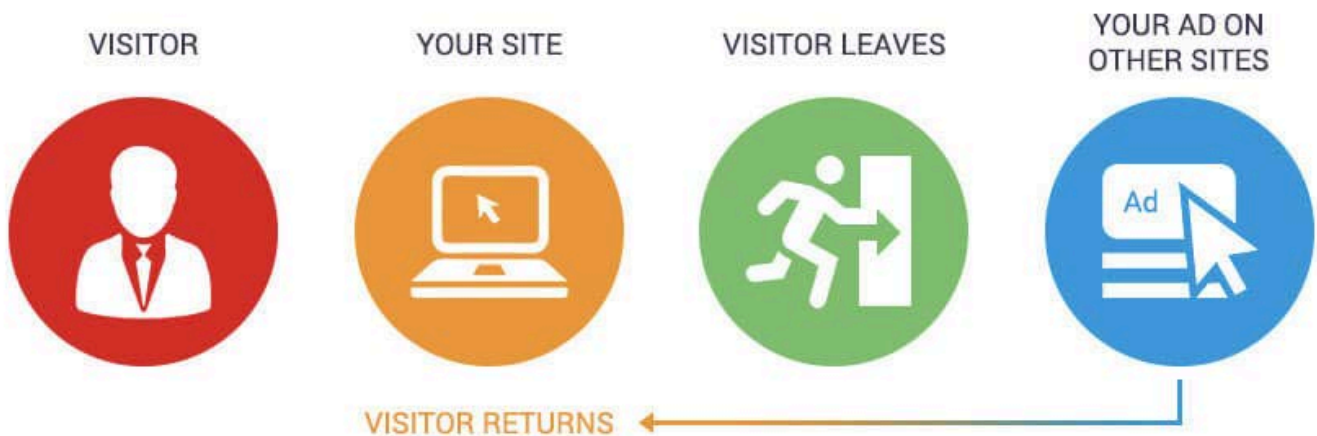 VISITOR
YOUR SITE
VISITOR LEAVES
YOUR AD ON
OTHER SITES
Ad
VISITOR RETURNS